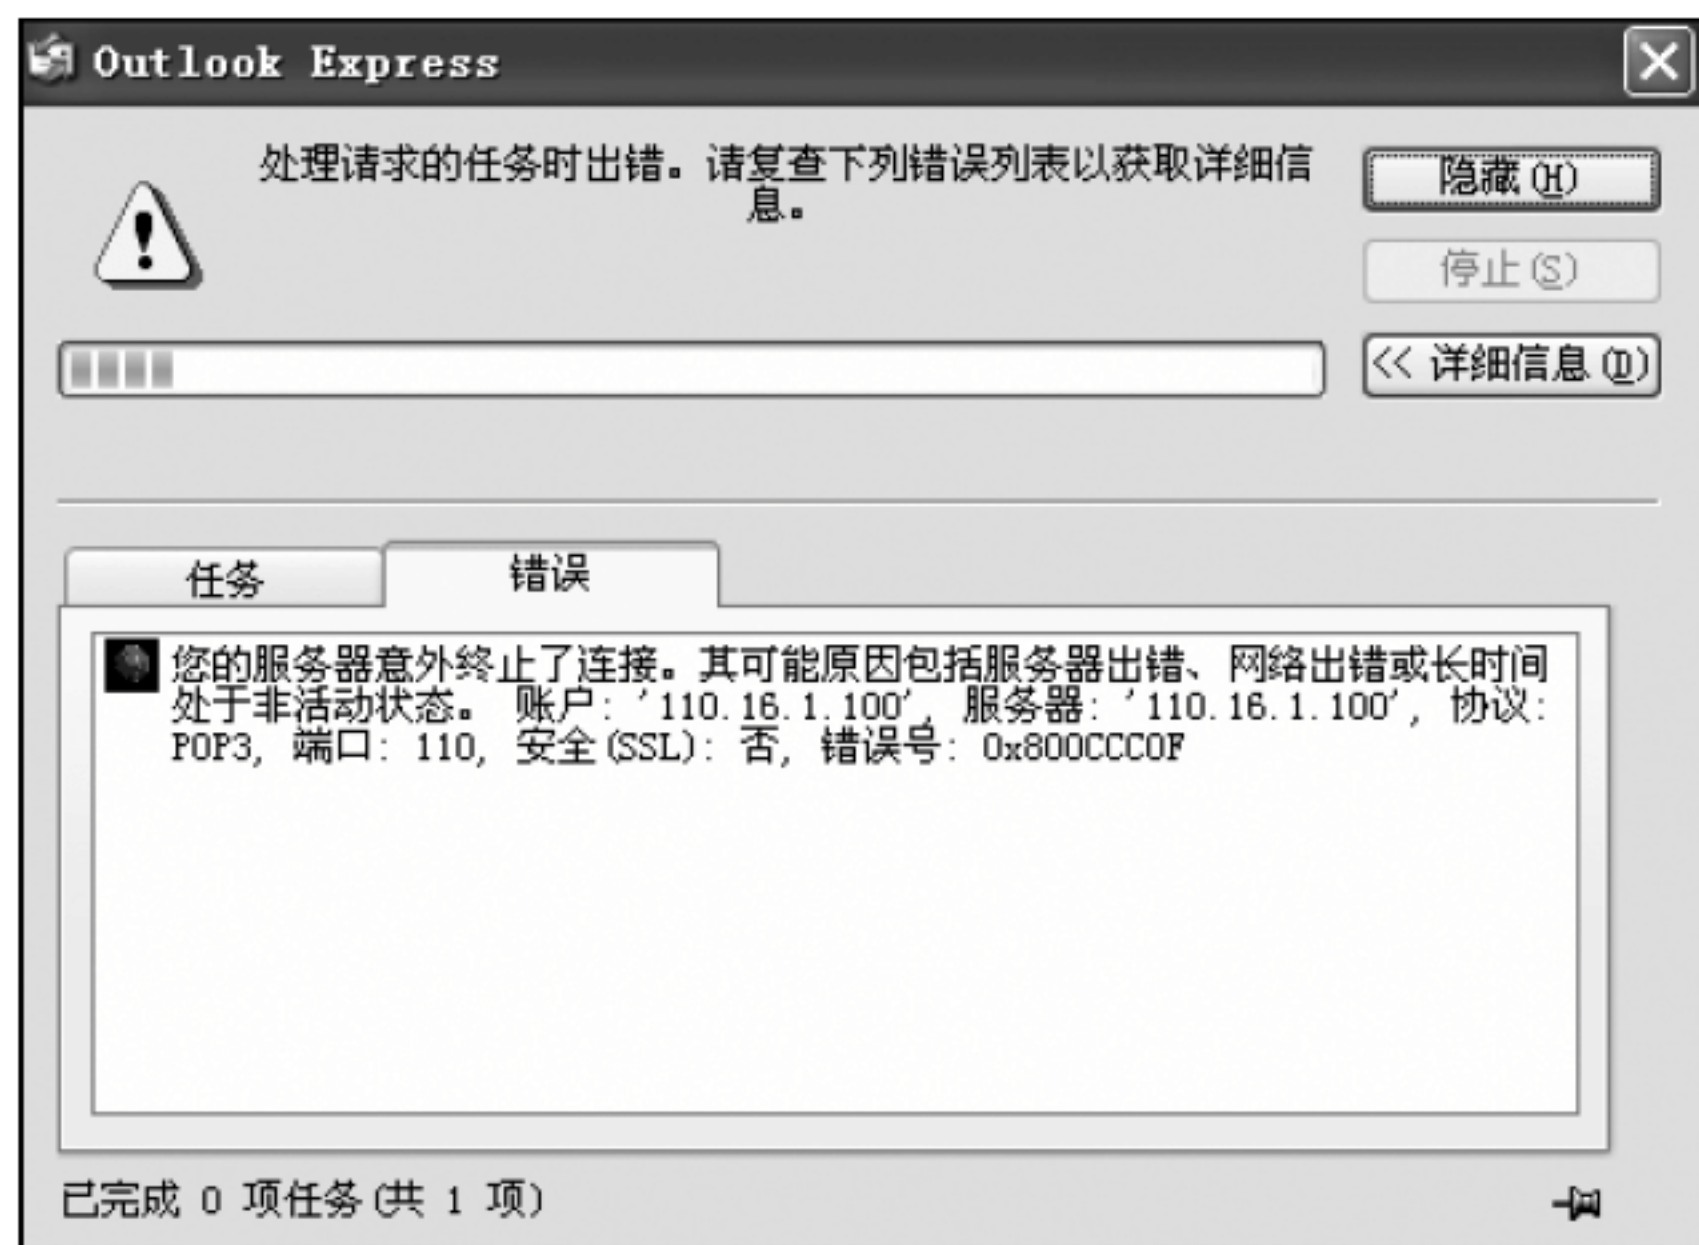 Outlook Express
处理请求的任务时出错。请复查下列错误列表以获取详细信
息。
隐藏(H)
停止(S)
<< 详细信息(D)
任务
错误
您的服务器意外终止了连接。其可能原因包括服务器出错、网络出错或长时间
处于非活动状态。 账户: '110.16.1.100', 服务器: '110.16.1.100', 协议:
POP3, 端口: 110, 安全(SSL): 否, 错误号: 0x800CCC0F
已完成 0 项任务(共 1 项)